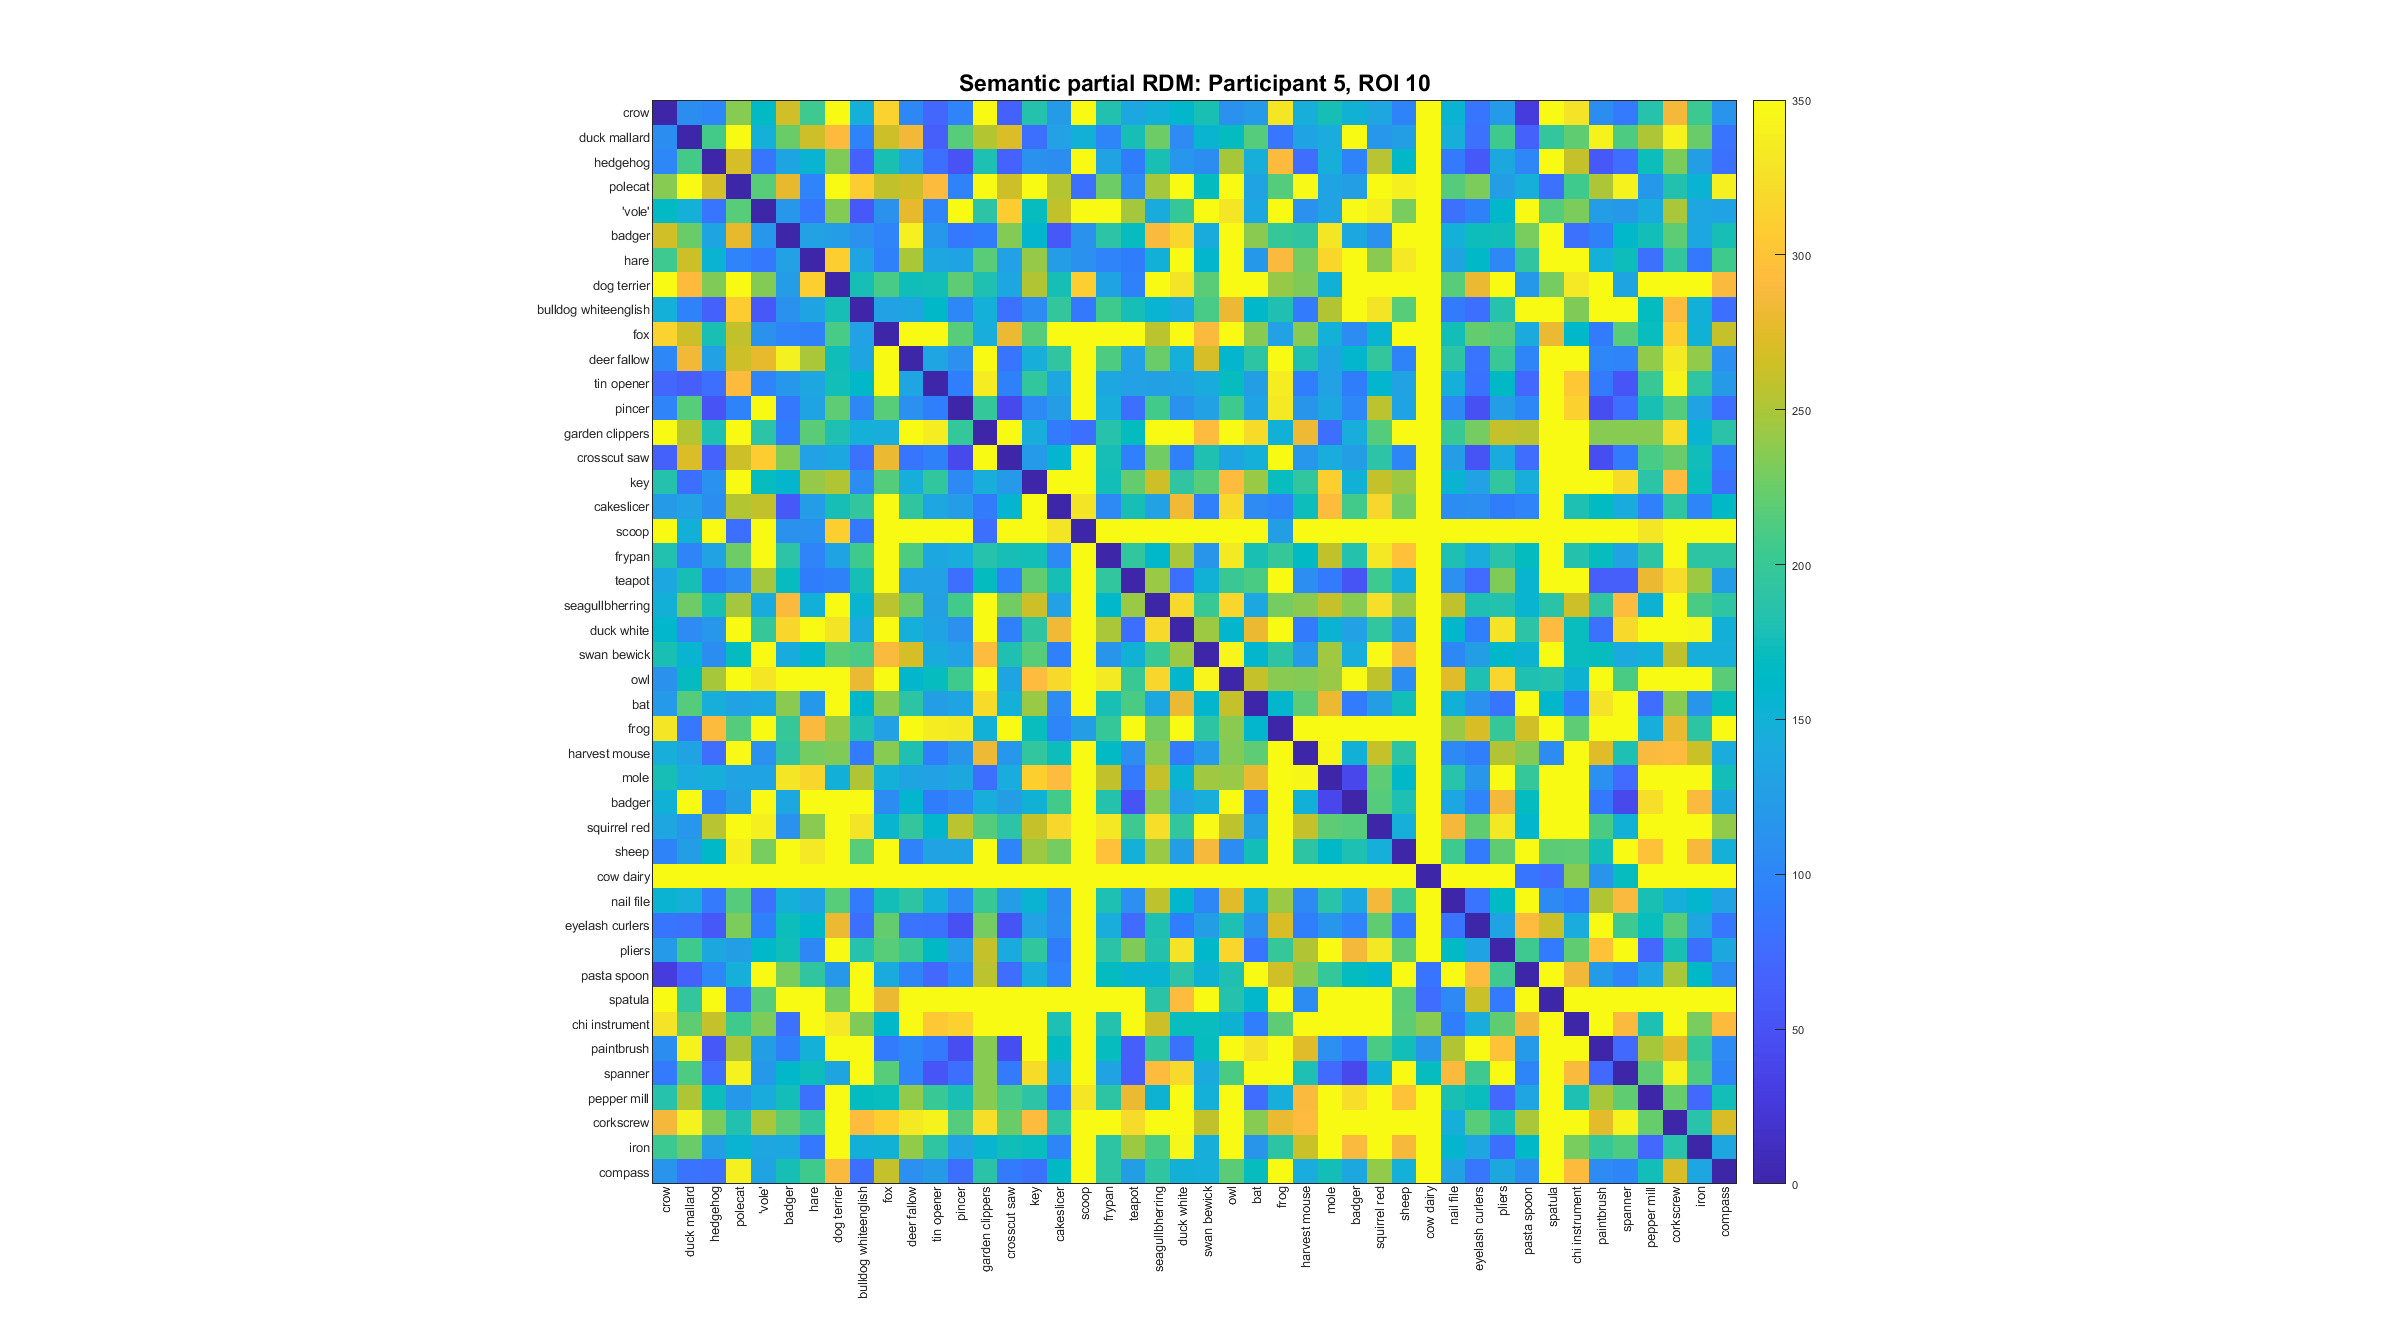 Semantic partial RDM: Participant 5, ROI 10
crow
duck mallard
hedgehog
polecat
'vole'
badger
hare
dog terrier
bulldog whiteenglish
fox
deer fallow
tin opener
pincer
garden clippers
crosscut saw
key
cakeslicer
scoop
frypan
teapot
seagullbherring
duck white
swan bewick
owl
bat
frog
harvest mouse
mole
badger
squirrel red
sheep
cow dairy
nail file
eyelash curlers
pliers
pasta spoon
spatula
chi instrument
paintbrush
spanner
pepper mill
corkscrew
iron
compass
crow
duck mallard
hedgehog
polecat
'vole'
badger
hare
dog terrier
bulldog whiteenglish
fox
deer fallow
tin opener
pincer
garden clippers
crosscut saw
key
cakeslicer
scoop
frypan
teapot
seagullbherring
duck white
swan bewick
owl
bat
frog
harvest mouse
mole
badger
squirrel red
sheep
cow dairy
nail file
eyelash curlers
pliers
pasta spoon
spatula
chi instrument
paintbrush
spanner
pepper mill
corkscrew
iron
compass
350
300
250
200
150
100
50
0